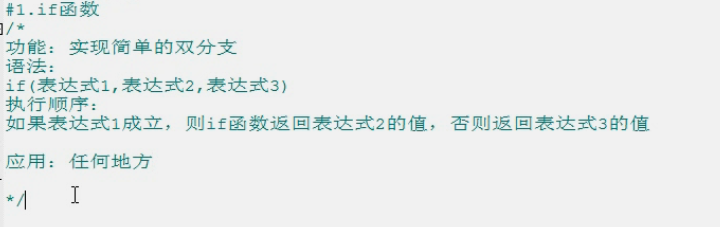 #1.if函数
/*
功能：实现简单的双分支
语法：
if(表达式1,表达式2,表达式3)
执行顺序：
如果表达式1成立，则if函数返回表达式2的值，否则返回表达式3的值
应用：任何地方
*/